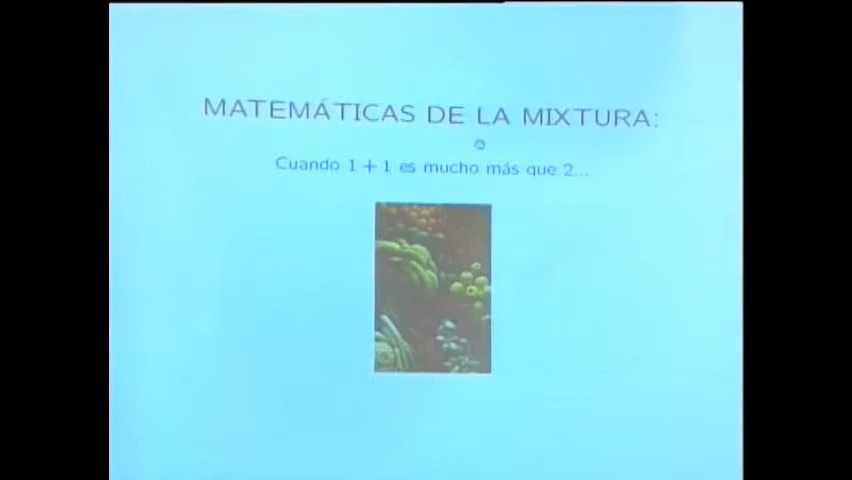 MATEMÁTICAS DE LA MIXTURA:
Cuando 1 + 1 es mucho más que 2...